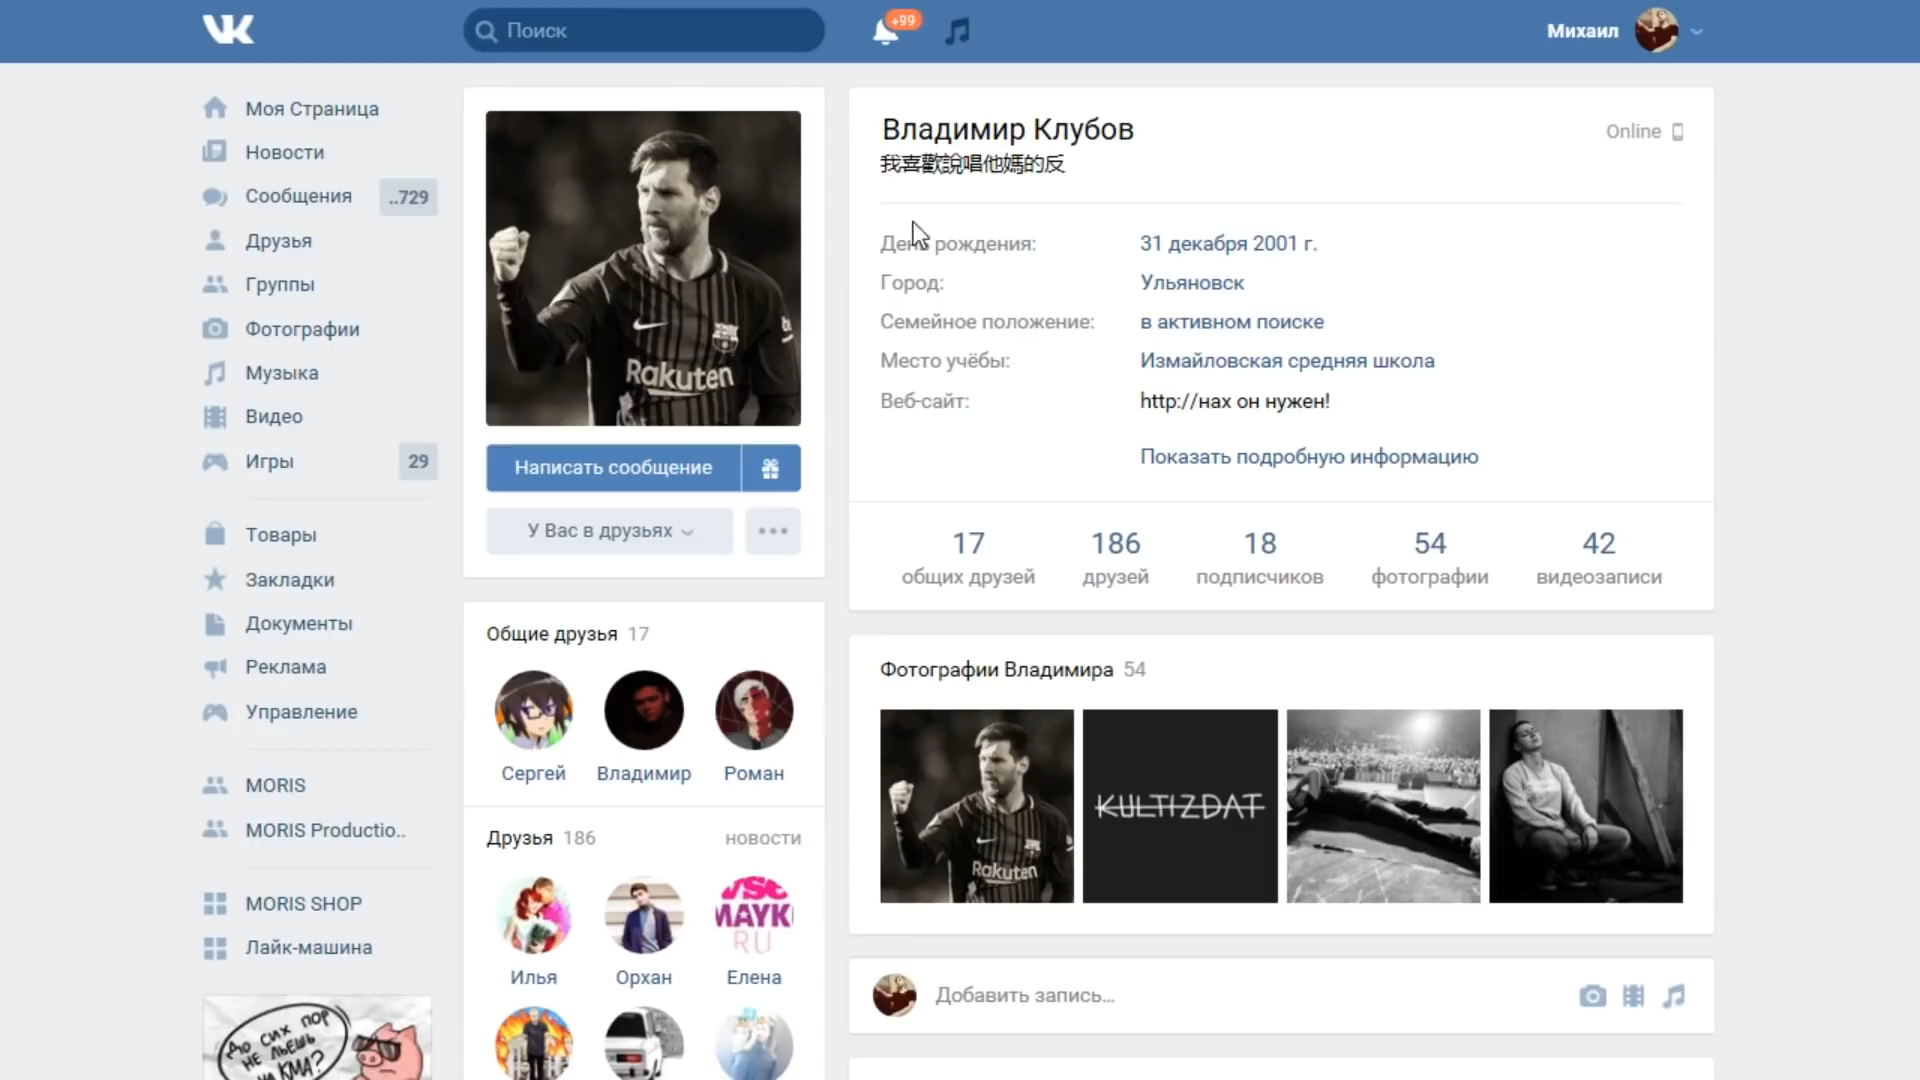 VK
Поиск
+99
Михаил
Моя Страница
Новости
Сообщения ..729
Друзья
Группы
Фотографии
Музыка
Видео
Игры 29
Товары
Закладки
Документы
Реклама
Управление
MORIS
MORIS Productio..
MORIS SHOP
Лайк-машина
ДО СИХ ПОР
НЕ ЛЬЕШЬ
НА КМА?
Rakuten
Написать сообщение
У Вас в друзьях
Общие друзья 17
Сергей Владимир Роман
Друзья 186 новости
MAYK
RU
Илья Орхан Елена
Владимир Клубов
Online
我喜歡說唱他媽的反
День рождения: 31 декабря 2001 г.
Город: Ульяновск
Семейное положение: в активном поиске
Место учёбы: Измайловская средняя школа
Веб-сайт: http://нах он нужен!
Показать подробную информацию
17 186 18 54 42
общих друзей друзей подписчиков фотографии видеозаписи
Фотографии Владимира 54
Rakuten
KULTIZDAT
Добавить запись...